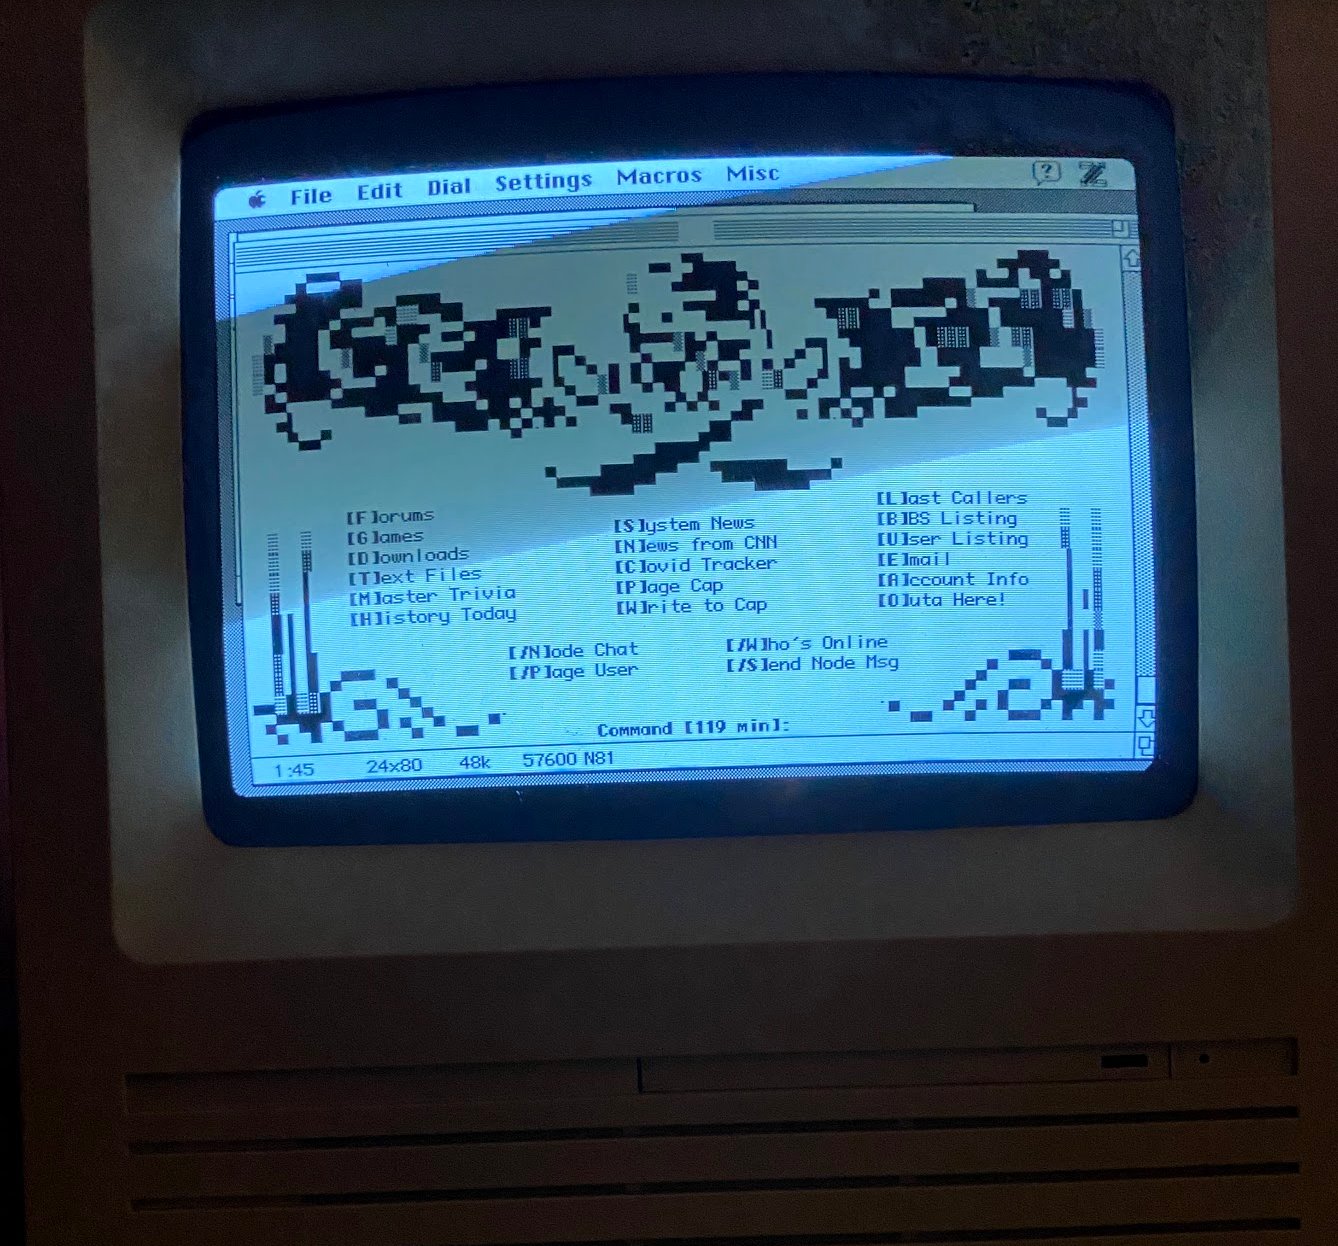 File Edit Dial Settings Macros Misc
[F]orums
[G]ames
[D]ownloads
[T]ext Files
[M]aster Trivia
[H]istory Today
[S]ystem News
[N]ews from CNN
[C]ovid Tracker
[P]age Cap
[W]rite to Cap
[L]ast Callers
[B]BS Listing
[U]ser Listing
[E]mail
[A]ccount Info
[O]uta Here!
[/N]ode Chat
[/P]age User
[/W]ho's Online
[/S]end Node Msg
Command [119 min]:
1:45 24x80 48k 57600 N81